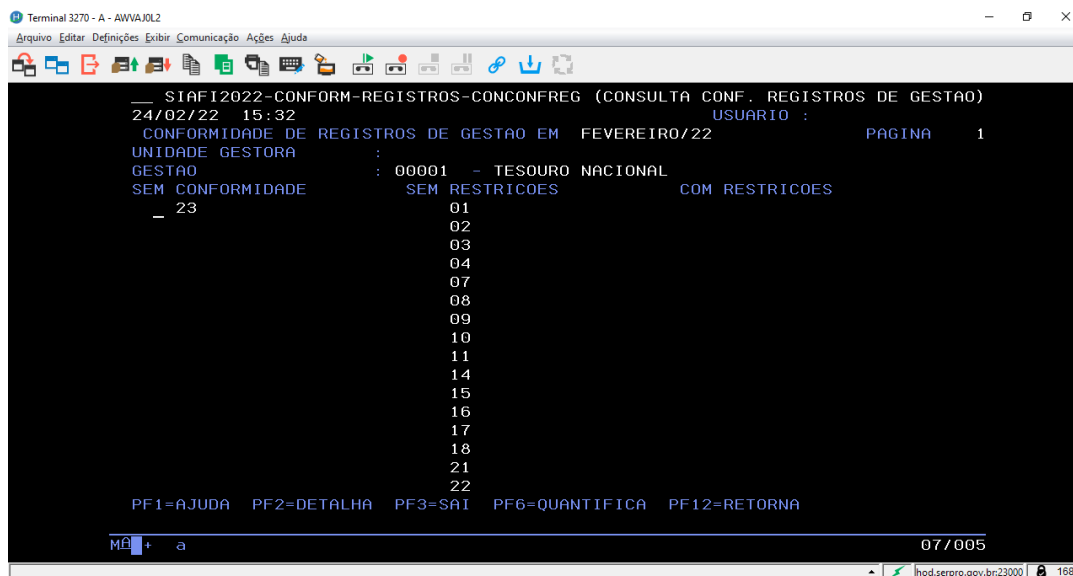 Terminal 3270 - A - AWVAJ0L2
Arquivo Editar Definições Exibir Comunicação Ações Ajuda
__ SIAFI2022-CONFORM-REGISTROS-CONCONFREG (CONSULTA CONF. REGISTROS DE GESTAO)
24/02/22 15:32 USUARIO :
CONFORMIDADE DE REGISTROS DE GESTAO EM FEVEREIRO/22 PAGINA 1
UNIDADE GESTORA :
GESTAO : 00001 - TESOURO NACIONAL
SEM CONFORMIDADE SEM RESTRICOES COM RESTRICOES
_ 23 01
02
03
04
07
08
09
10
11
14
15
16
17
18
21
22
PF1=AJUDA PF2=DETALHA PF3=SAI PF6=QUANTIFICA PF12=RETORNA
MA + a 07/005
hod.serpro.gov.br:23000 168